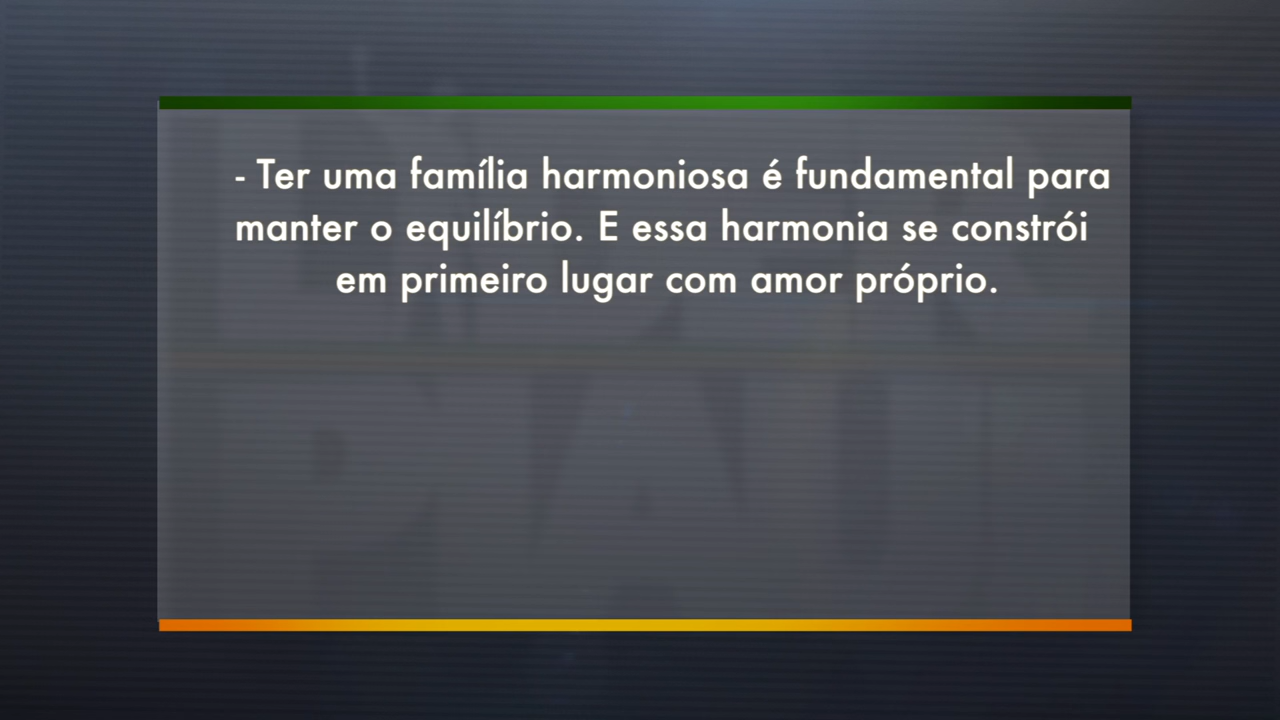 - Ter uma família harmoniosa é fundamental para
manter o equilíbrio. E essa harmonia se constrói
em primeiro lugar com amor próprio.